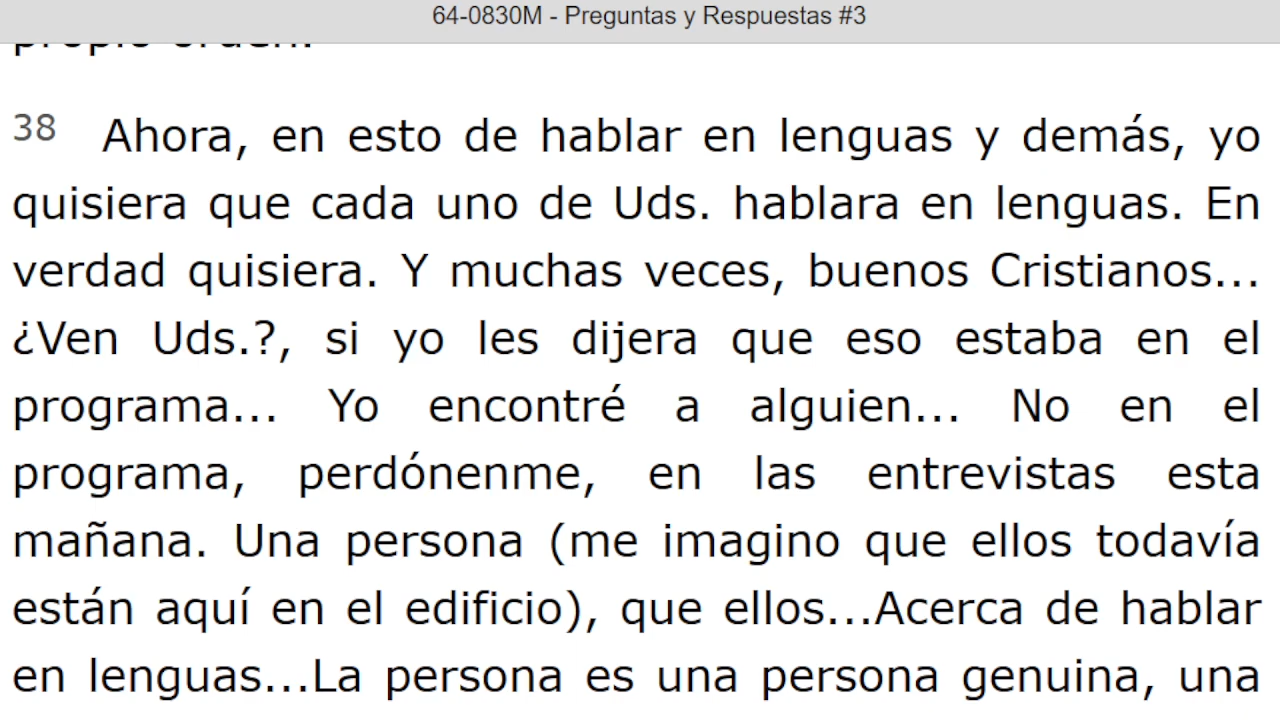 64-0830M - Preguntas y Respuestas #3
propio orden.
38 Ahora, en esto de hablar en lenguas y demás, yo
quisiera que cada uno de Uds. hablara en lenguas. En
verdad quisiera. Y muchas veces, buenos Cristianos...
¿Ven Uds.?, si yo les dijera que eso estaba en el
programa... Yo encontré a alguien... No en el
programa, perdónenme, en las entrevistas esta
mañana. Una persona (me imagino que ellos todavía
están aquí en el edificio), que ellos...Acerca de hablar
en lenguas...La persona es una persona genuina, una